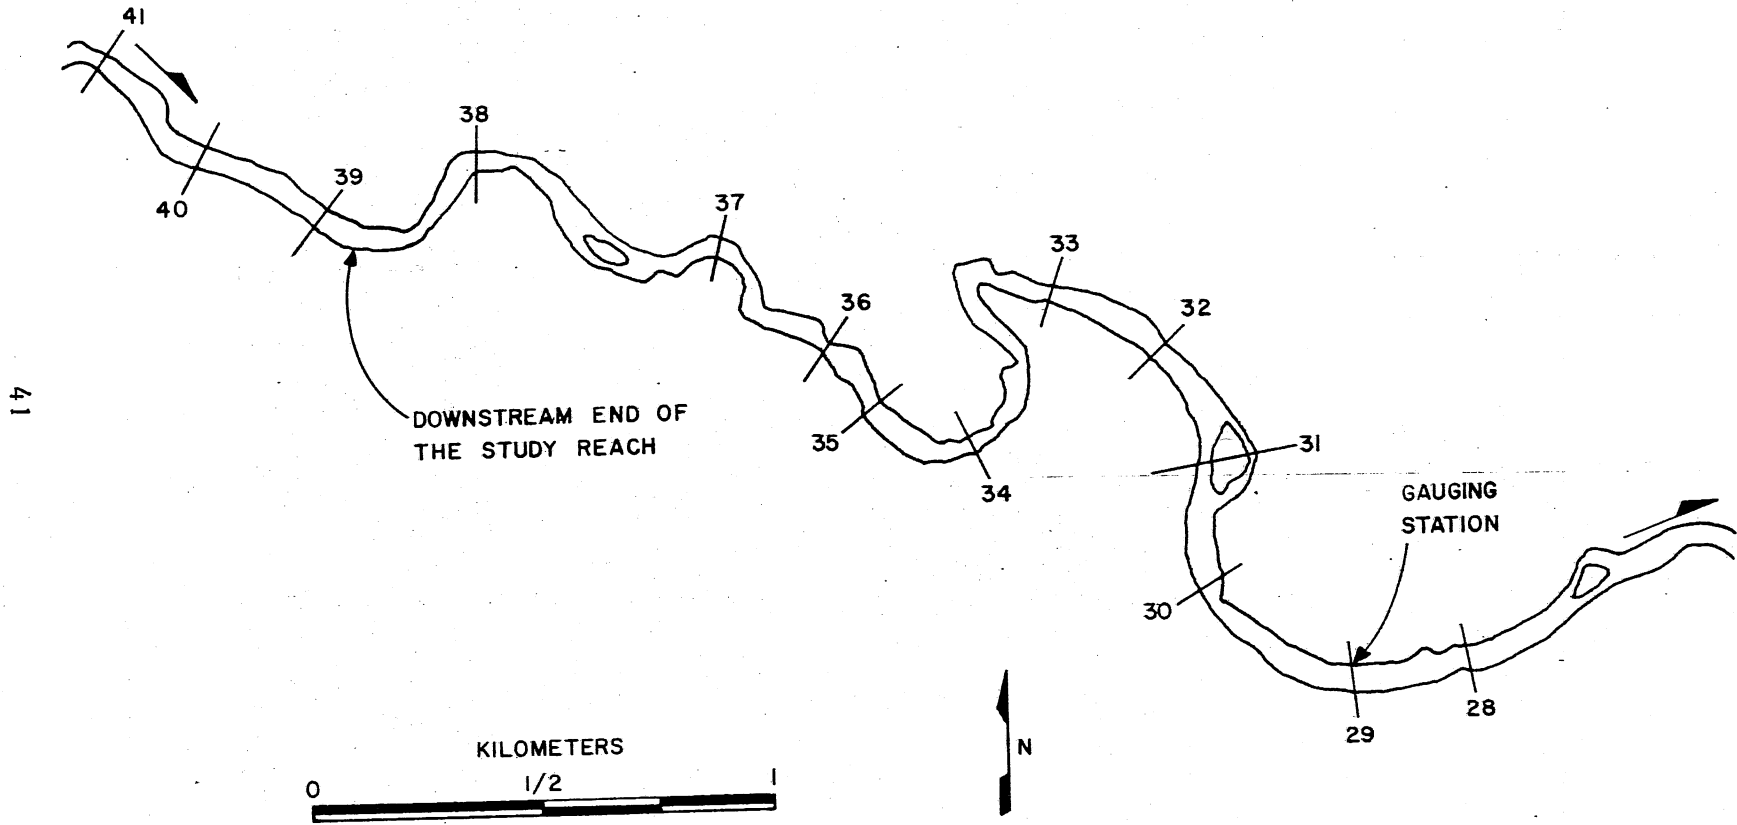 41
38
39
40
37
33
36
32
DOWNSTREAM END OF
THE STUDY REACH
35
31
34
GAUGING
STATION
30
28
29
KILOMETERS
0 1/2 1
N
41